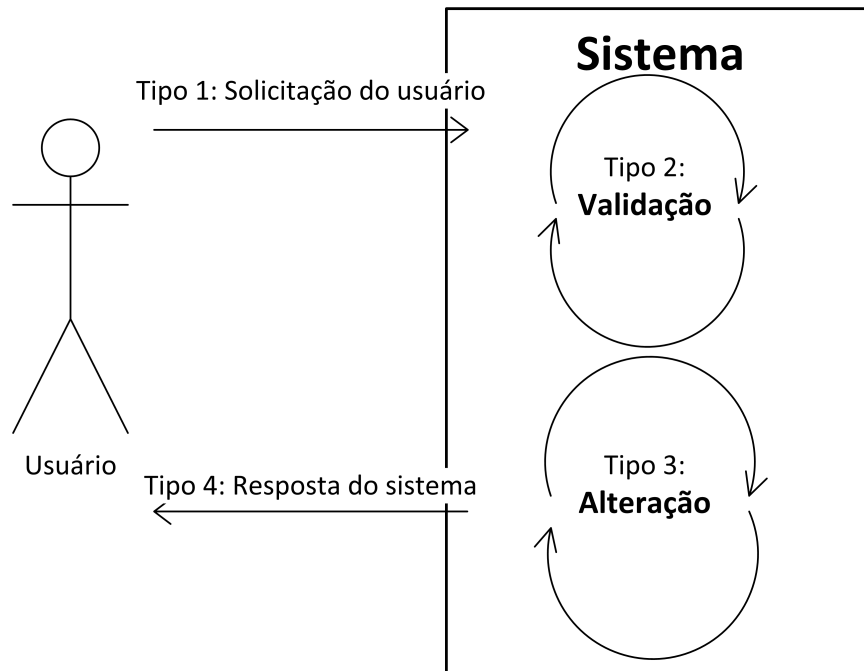 Sistema
Tipo 1: Solicitação do usuário
Tipo 2:
Validação
Usuário
Tipo 4: Resposta do sistema
Tipo 3:
Alteração